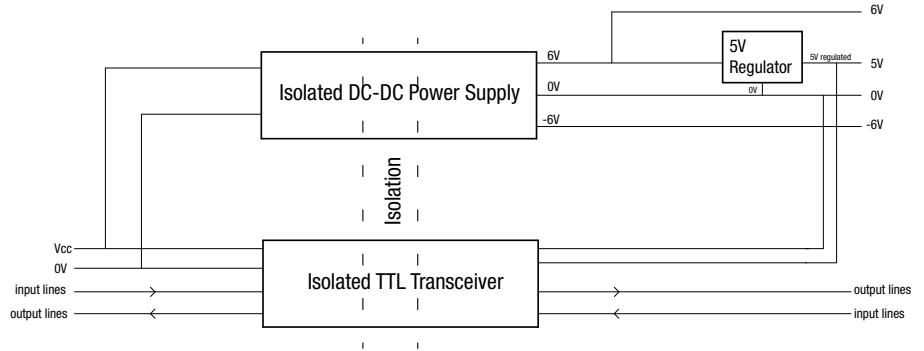 6V
6V
5V
Regulator
5V regulated
5V
Isolated DC-DC Power Supply
0V
0V
0V
-6V
-6V
Isolation
Vcc
0V
Isolated TTL Transceiver
input lines
output lines
output lines
input lines